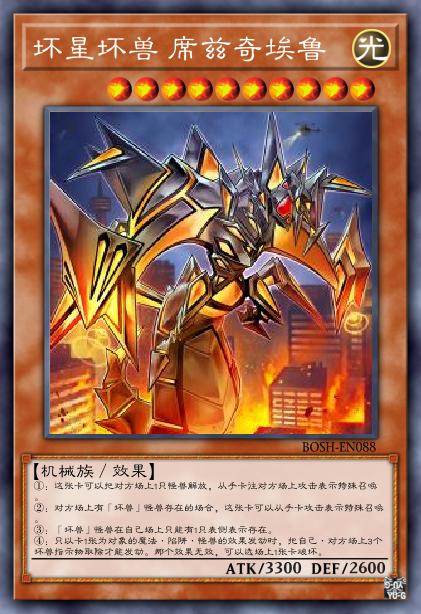 坏星坏兽 席兹奇埃鲁
光
BOSH-EN088
【机械族／效果】
①：这张卡可以把对方场上1只怪兽解放，从手卡往对方场上攻击表示特殊召唤
。
②：对方场上有「坏兽」怪兽存在的场合，这张卡可以从手卡攻击表示特殊召唤
。
③：「坏兽」怪兽在自己场上只能有1只表侧表示存在。
④：只以卡1张为对象的魔法·陷阱·怪兽的效果发动时，把自己·对方场上3个
坏兽指示物取除才能发动。那个效果无效，可以选场上1张卡破坏。
ATK/3300 DEF/2600